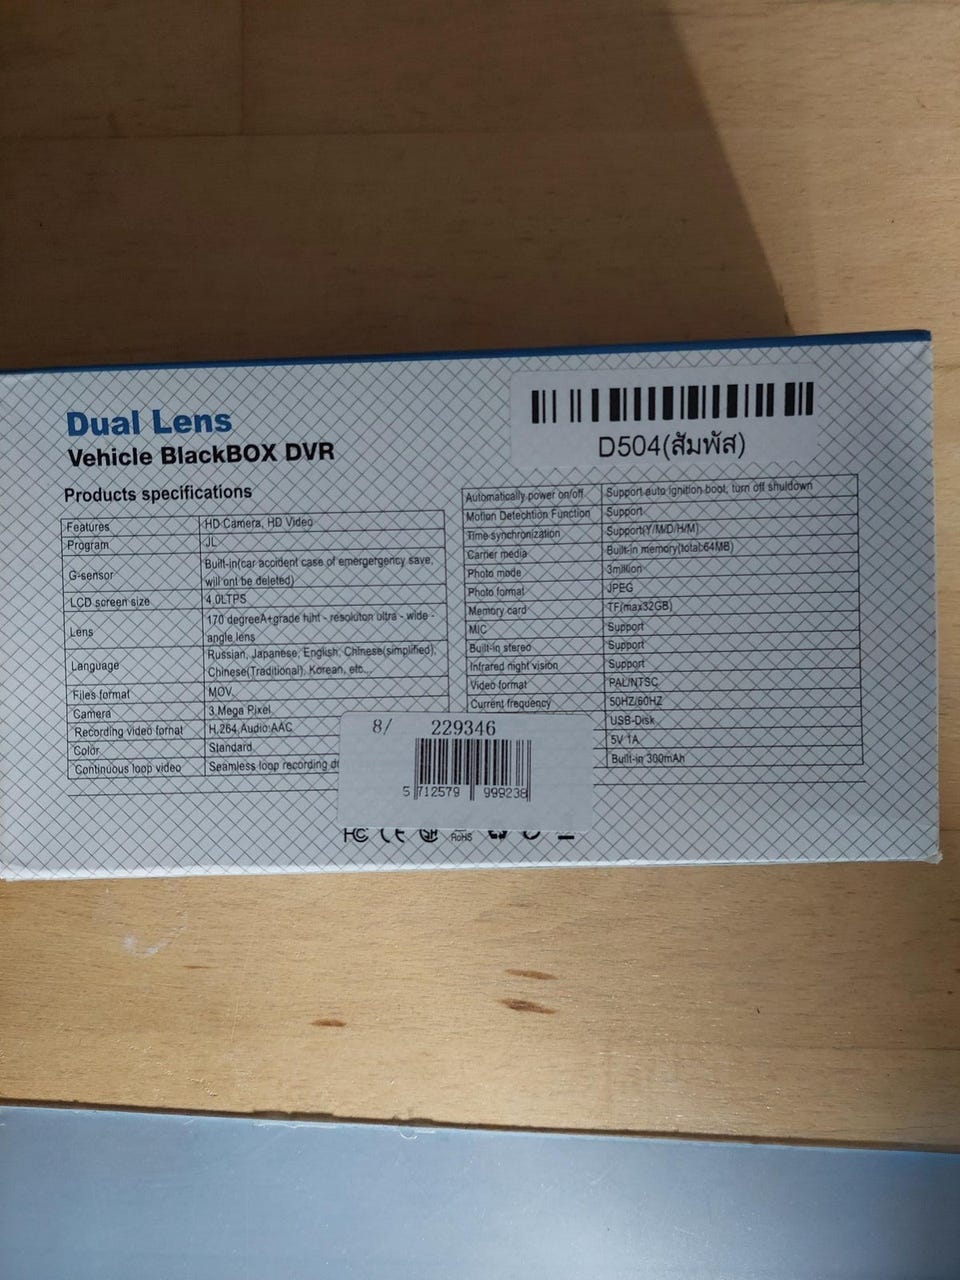 Dual Lens
Vehicle BlackBOX DVR
Products specifications
Features HD Camera, HD Video
Program JL
G-sensor Built-in(car accident case of emergergency save,
will ont be deleted)
LCD screen size 4.0LTPS
Lens 170 degreeA+grade hiht - resolution ultra - wide -
angle lens
Language Russian, Japanese, English, Chinese(simplified),
Chinese(Traditional), Korean, etc..
Files format MOV
Camera 3 Mega Pixel
Recording video fornat H.264,Audio:AAC
Color Standard
Continuous loop video Seamless loop recording
D504(สัมพัส)
Automatically power on/off Support auto ignition boot, turn off shuldown
Motion Detechtion Function Support
Time synchronization Support(Y/M/D/H/M)
Carrier media Built-in memory(total:64MB)
Photo mode 3million
Photo format JPEG
Memory card TF(max32GB)
MIC Support
Built-in stereo Support
Infrared night vision Support
Video format PAL/NTSC
Current frequency 50HZ/60HZ
USB-Disk
5V 1A
Built-in 300mAh
8/ 229346
5 712579 999238
FC CE RoHS